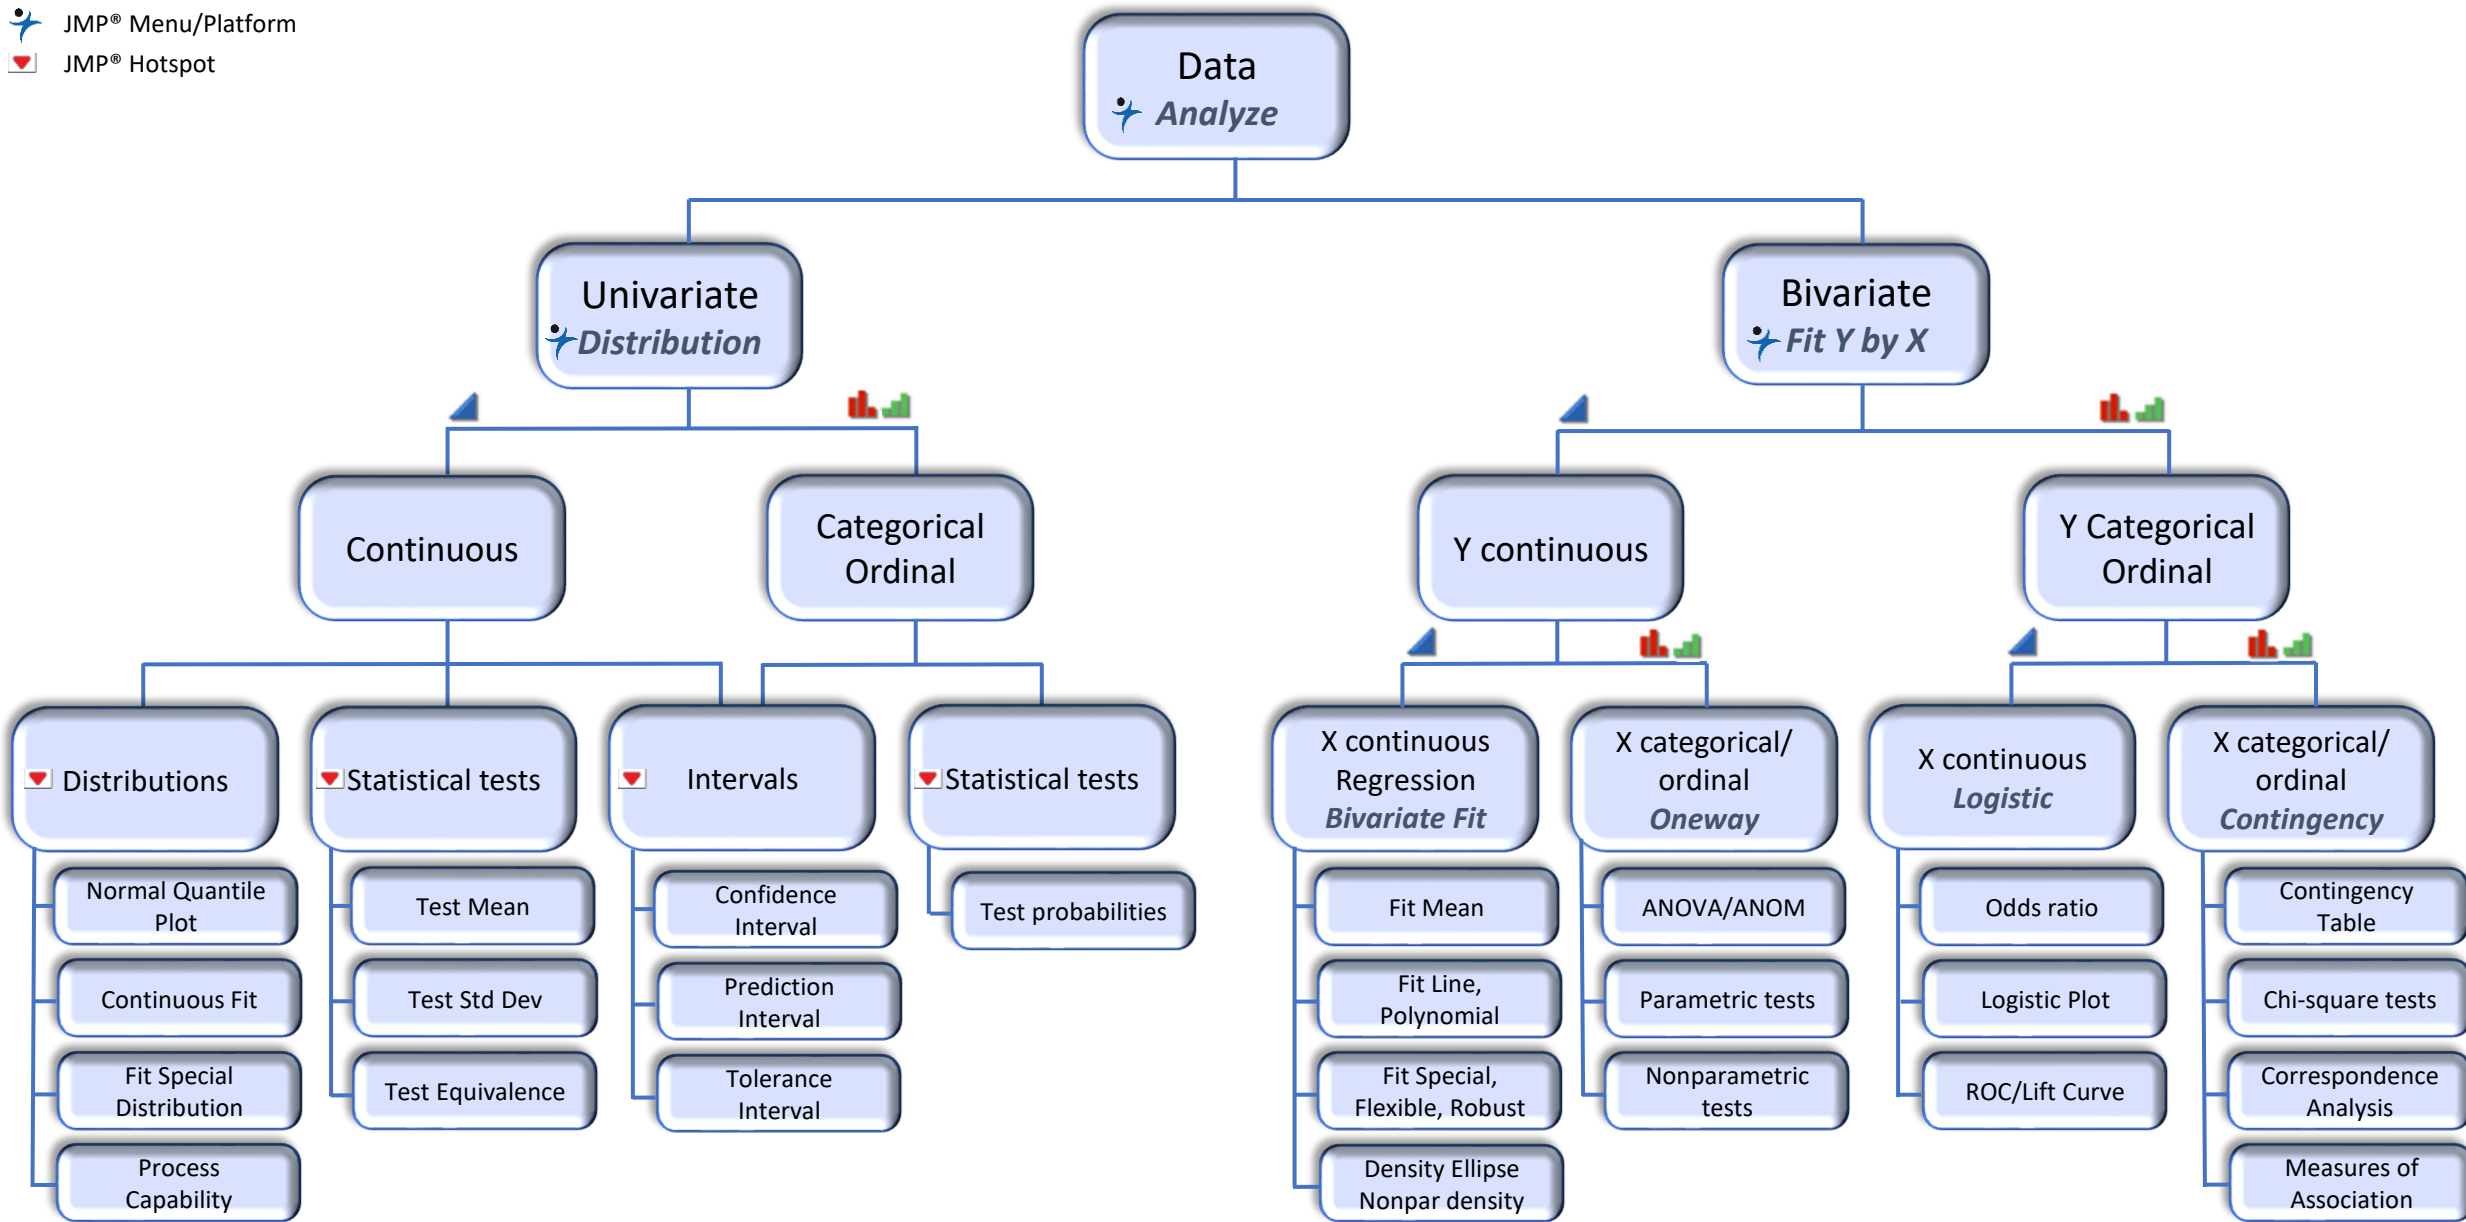 JMP® Menu/Platform
JMP® Hotspot
Data
Analyze
Univariate
Distribution
Bivariate
Fit Y by X
Continuous
Categorical
Ordinal
Y continuous
Y Categorical
Ordinal
Distributions
Statistical tests
Intervals
Statistical tests
X continuous
Regression
Bivariate Fit
X categorical/
ordinal
Oneway
X continuous
Logistic
X categorical/
ordinal
Contingency
Normal Quantile
Plot
Continuous Fit
Fit Special
Distribution
Process
Capability
Test Mean
Test Std Dev
Test Equivalence
Confidence
Interval
Prediction
Interval
Tolerance
Interval
Test probabilities
Fit Mean
Fit Line,
Polynomial
Fit Special,
Flexible, Robust
Density Ellipse
Nonpar density
ANOVA/ANOM
Parametric tests
Nonparametric
tests
Odds ratio
Logistic Plot
ROC/Lift Curve
Contingency
Table
Chi-square tests
Correspondence
Analysis
Measures of
Association